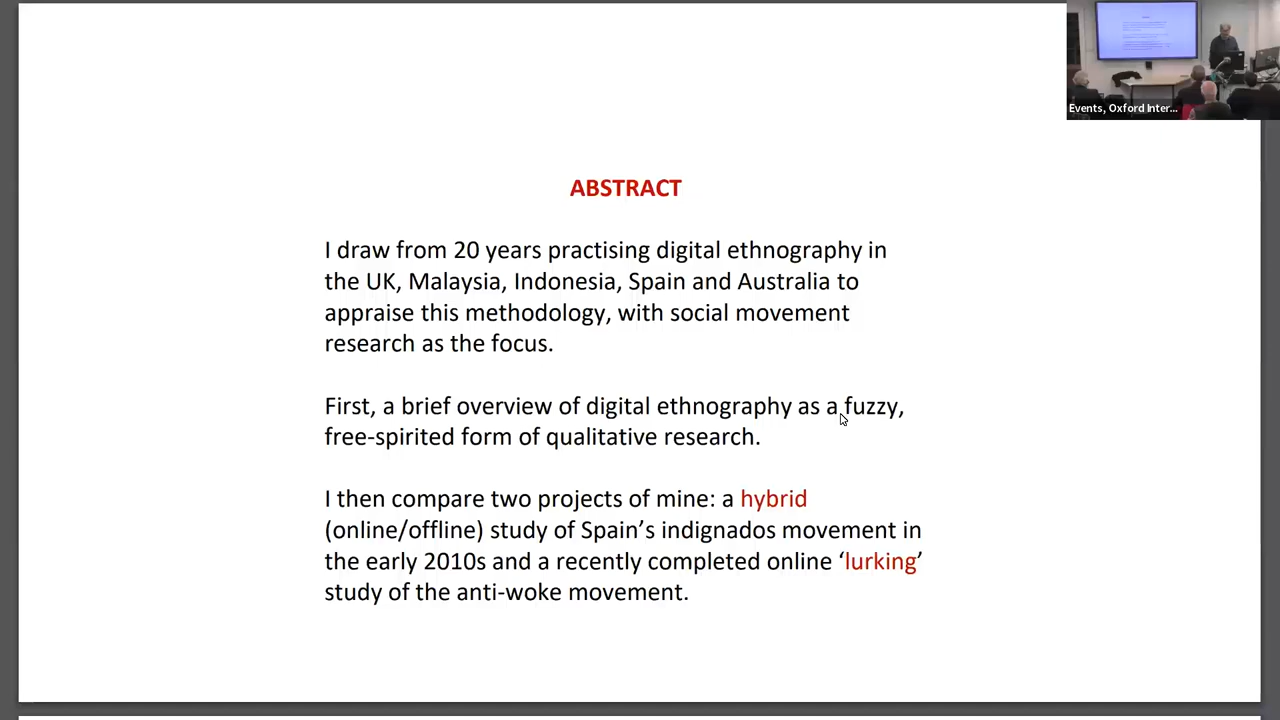 Events, Oxford Inter...
ABSTRACT
I draw from 20 years practising digital ethnography in
the UK, Malaysia, Indonesia, Spain and Australia to
appraise this methodology, with social movement
research as the focus.
First, a brief overview of digital ethnography as a fuzzy,
free-spirited form of qualitative research.
I then compare two projects of mine: a hybrid
(online/offline) study of Spain’s indignados movement in
the early 2010s and a recently completed online ‘lurking’
study of the anti-woke movement.